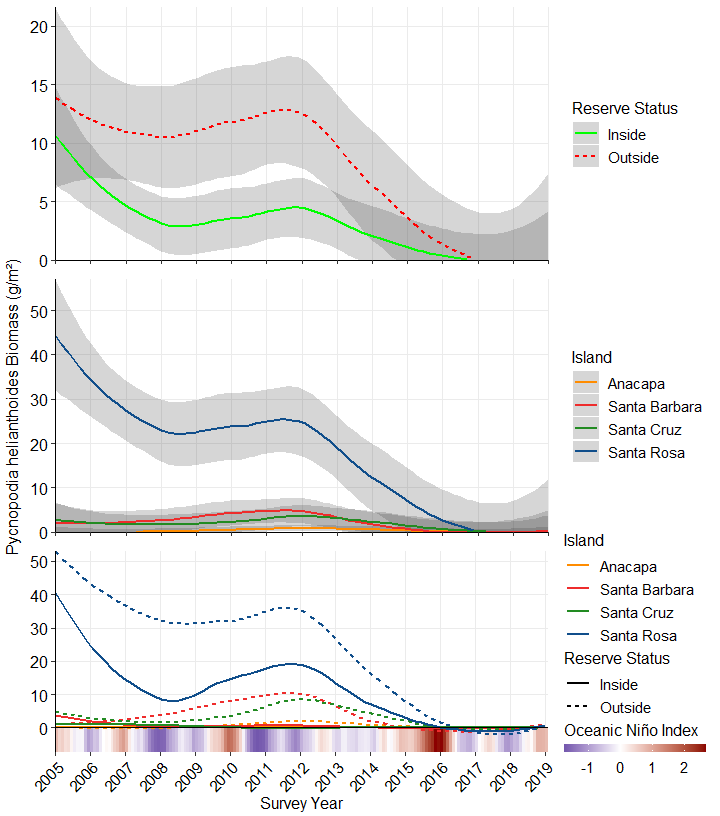 Pycnopodia helianthoides Biomass (g/m²)
20
15
10
5
0
Reserve Status
Inside
Outside
50
40
30
20
10
0
Island
Anacapa
Santa Barbara
Santa Cruz
Santa Rosa
50
40
30
20
10
0
Island
Anacapa
Santa Barbara
Santa Cruz
Santa Rosa
Reserve Status
Inside
Outside
Oceanic Niño Index
-1 0 1 2
2005 2006 2007 2008 2009 2010 2011 2012 2013 2014 2015 2016 2017 2018 2019
Survey Year